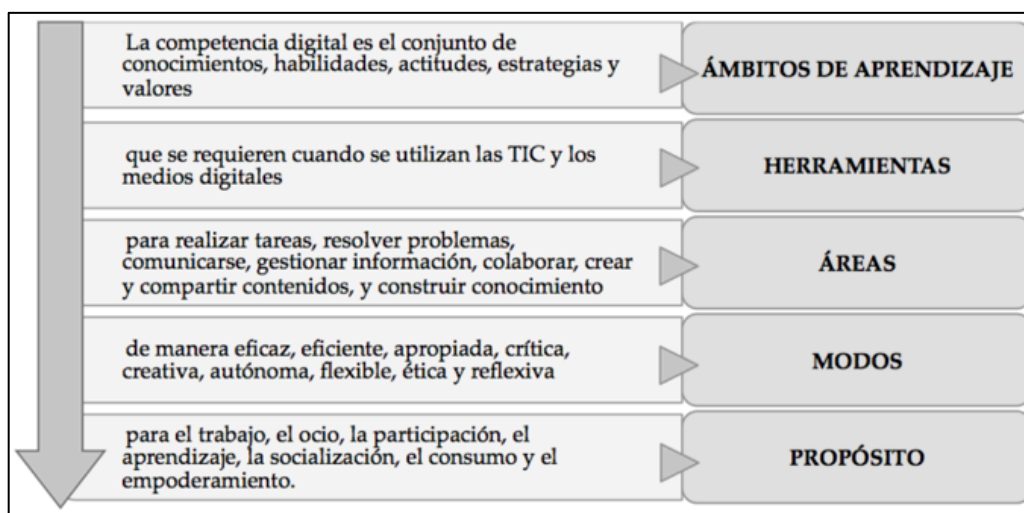 La competencia digital es el conjunto de
conocimientos, habilidades, actitudes, estrategias y
valores
ÁMBITOS DE APRENDIZAJE
que se requieren cuando se utilizan las TIC y los
medios digitales
HERRAMIENTAS
para realizar tareas, resolver problemas,
comunicarse, gestionar información, colaborar, crear
y compartir contenidos, y construir conocimiento
ÁREAS
de manera eficaz, eficiente, apropiada, crítica,
creativa, autónoma, flexible, ética y reflexiva
MODOS
para el trabajo, el ocio, la participación, el
aprendizaje, la socialización, el consumo y el
empoderamiento.
PROPÓSITO